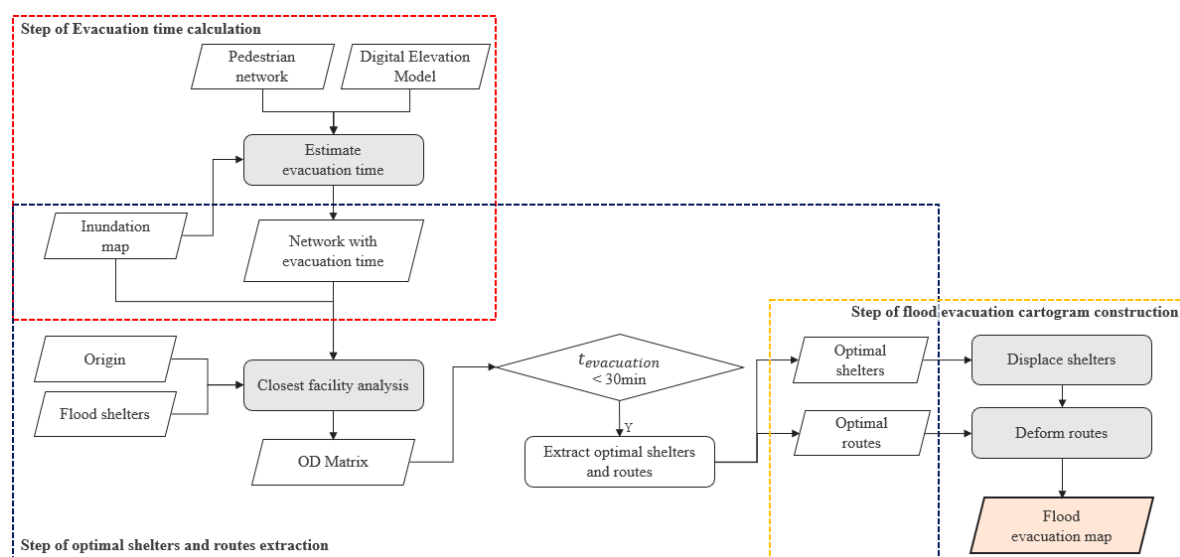 Step of Evacuation time calculation
Pedestrian
network
Digital Elevation
Model
Estimate
evacuation time
Inundation
map
Network with
evacuation time
Step of flood evacuation cartogram construction
Origin
Flood shelters
Closest facility analysis
t_evacuation
< 30min
Y
Optimal
shelters
Displace shelters
Optimal
routes
Deform routes
OD Matrix
Extract optimal shelters
and routes
Flood
evacuation map
Step of optimal shelters and routes extraction